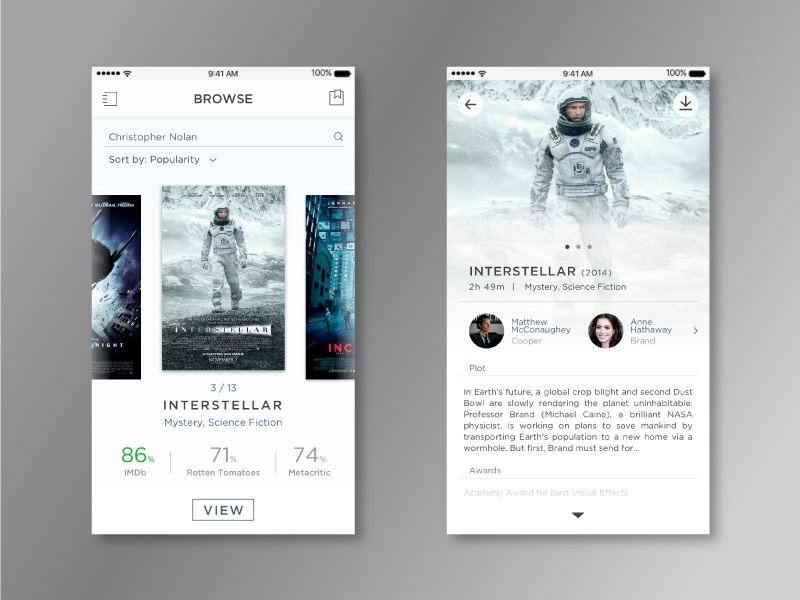 9:41 AM
100%
BROWSE
Christopher Nolan
Sort by: Popularity
NIGHT
INTERSTELLAR
NOVEMBER 7
INC
3 / 13
INTERSTELLAR
Mystery, Science Fiction
86%
71%
74%
IMDb
Rotten Tomatoes
Metacritic
VIEW
9:41 AM
100%
INTERSTELLAR (2014)
2h 49m | Mystery, Science Fiction
Matthew
McConaughey
Cooper
Anne
Hathaway
Brand
Plot
In Earth's future, a global crop blight and second Dust
Bowl are slowly rendering the planet uninhabitable.
Professor Brand (Michael Caine), a brilliant NASA
physicist, is working on plans to save mankind by
transporting Earth's population to a new home via a
wormhole. But first, Brand must send for...
Awards
Academy Award for Best Visual Effects